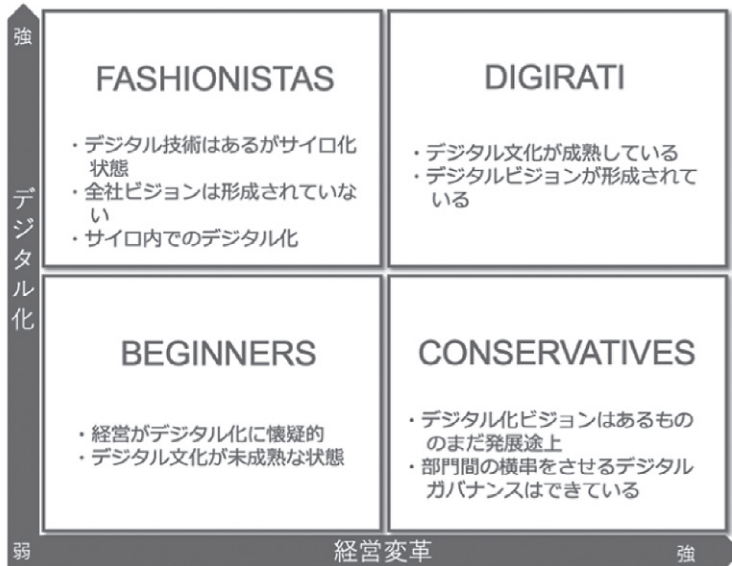 強
FASHIONISTAS
・デジタル技術はあるがサイロ化
状態
・全社ビジョンは形成されていな
い
・サイロ内でのデジタル化
DIGIRATI
・デジタル文化が成熟している
・デジタルビジョンが形成されて
いる
デジタル化
BEGINNERS
・経営がデジタル化に懐疑的
・デジタル文化が未成熟な状態
CONSERVATIVES
・デジタル化ビジョンはあるもの
のまだ発展途上
・部門間の横串をさせるデジタル
ガバナンスはできている
弱
経営変革
強